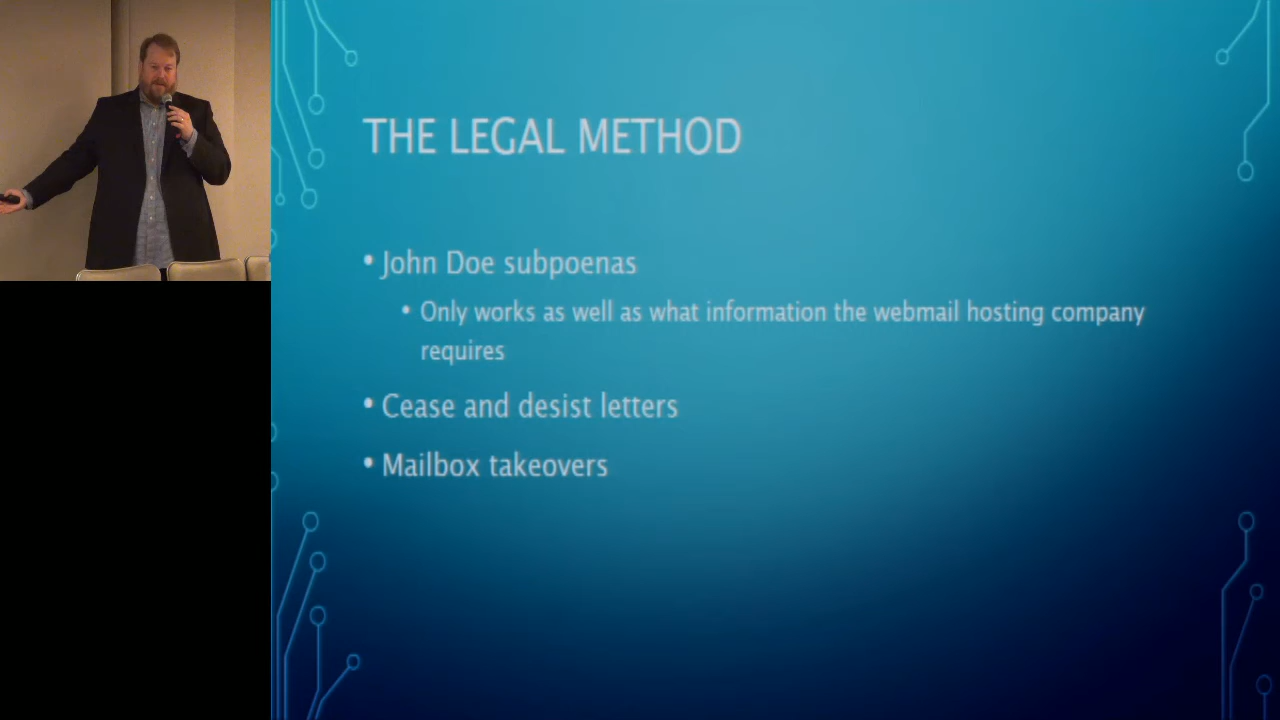 THE LEGAL METHOD
• John Doe subpoenas
• Only works as well as what information the webmail hosting company
requires
• Cease and desist letters
• Mailbox takeovers